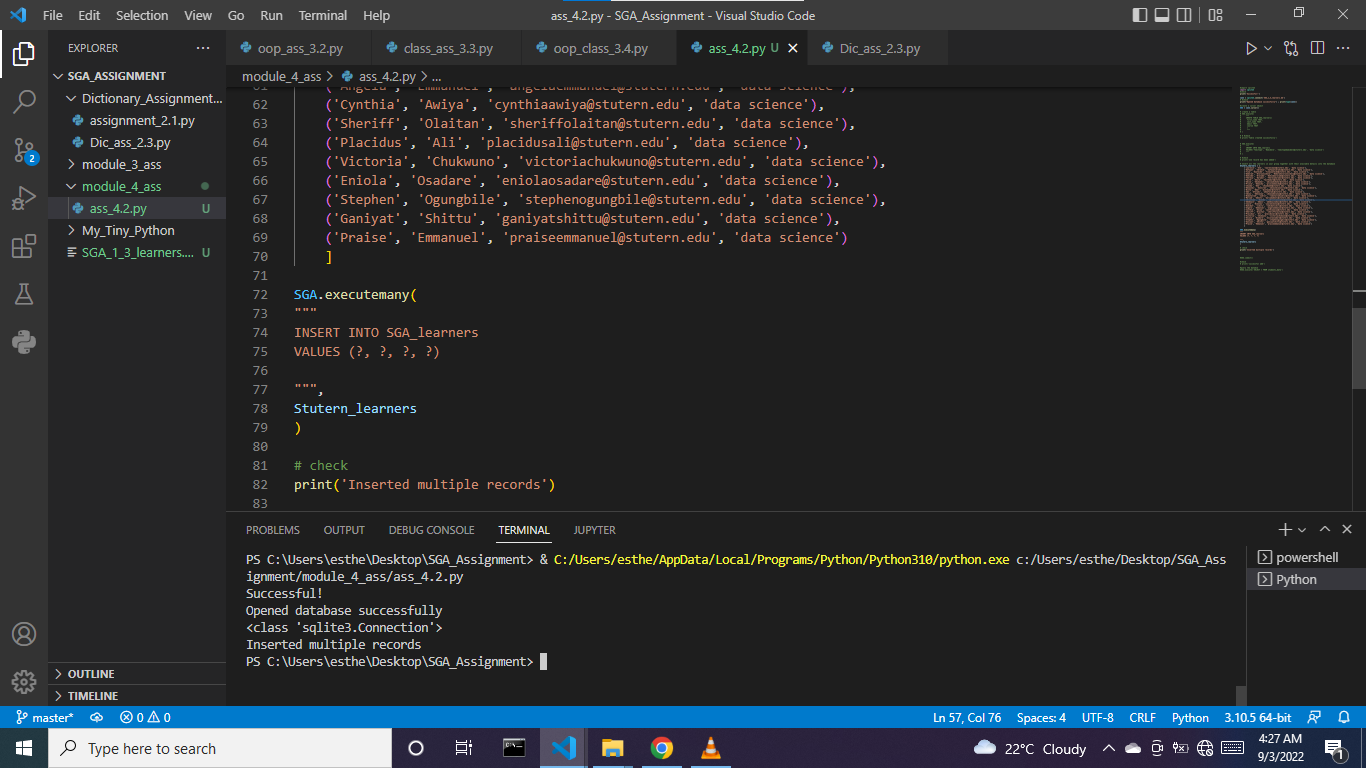 File Edit Selection View Go Run Terminal Help ass_4.2.py - SGA_Assignment - Visual Studio Code
EXPLORER
oop_ass_3.2.py class_ass_3.3.py oop_class_3.4.py ass_4.2.py U Dic_ass_2.3.py
SGA_ASSIGNMENT
Dictionary_Assignment...
assignment_2.1.py
Dic_ass_2.3.py
module_3_ass
module_4_ass
ass_4.2.py U
My_Tiny_Python
SGA_1_3_learners.... U
OUTLINE
TIMELINE
module_4_ass > ass_4.2.py > ...
61 ('Angela', 'Emmanuel', 'angelaemmanuel@stutern.edu', 'data science'),
62 ('Cynthia', 'Awiya', 'cynthiaawiya@stutern.edu', 'data science'),
63 ('Sheriff', 'Olaitan', 'sheriffolaitan@stutern.edu', 'data science'),
64 ('Placidus', 'Ali', 'placidusali@stutern.edu', 'data science'),
65 ('Victoria', 'Chukwuno', 'victoriachukwuno@stutern.edu', 'data science'),
66 ('Eniola', 'Osadare', 'eniolaosadare@stutern.edu', 'data science'),
67 ('Stephen', 'Ogungbile', 'stephenogungbile@stutern.edu', 'data science'),
68 ('Ganiyat', 'Shittu', 'ganiyatshittu@stutern.edu', 'data science'),
69 ('Praise', 'Emmanuel', 'praiseemmanuel@stutern.edu', 'data science')
70 ]
71
72 SGA.executemany(
73 """
74 INSERT INTO SGA_learners
75 VALUES (?, ?, ?, ?)
76
77 """,
78 Stutern_learners
79 )
80
81 # check
82 print('Inserted multiple records')
83
PROBLEMS OUTPUT DEBUG CONSOLE TERMINAL JUPYTER
PS C:\Users\esthe\Desktop\SGA_Assignment> & C:/Users/esthe/AppData/Local/Programs/Python/Python310/python.exe c:/Users/esthe/Desktop/SGA_Ass
ignment/module_4_ass/ass_4.2.py
Successful!
Opened database successfully
<class 'sqlite3.Connection'>
Inserted multiple records
PS C:\Users\esthe\Desktop\SGA_Assignment>
powershell
Python
2
master* 0 0 Ln 57, Col 76 Spaces: 4 UTF-8 CRLF Python 3.10.5 64-bit
Type here to search 22°C Cloudy 4:27 AM
9/3/2022
1